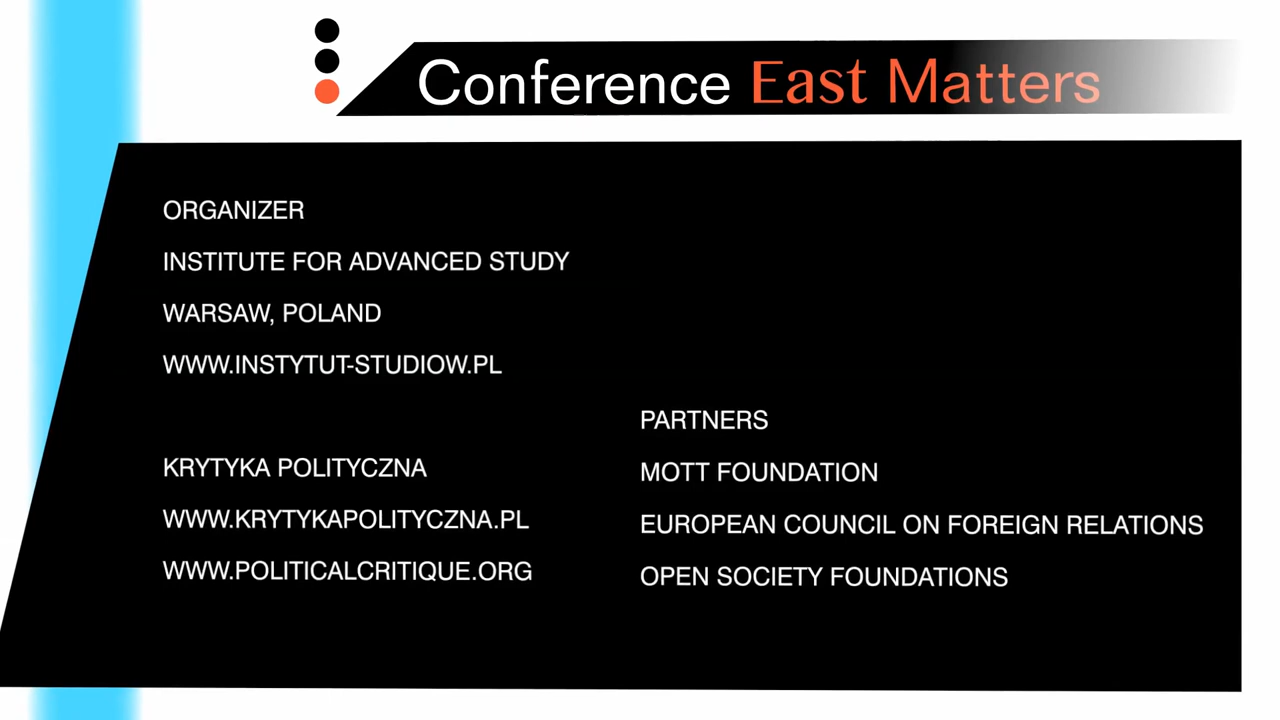 Conference East Matters
ORGANIZER
INSTITUTE FOR ADVANCED STUDY
WARSAW, POLAND
WWW.INSTYTUT-STUDIOW.PL
KRYTYKA POLITYCZNA
WWW.KRYTYKAPOLITYCZNA.PL
WWW.POLITICALCRITIQUE.ORG
PARTNERS
MOTT FOUNDATION
EUROPEAN COUNCIL ON FOREIGN RELATIONS
OPEN SOCIETY FOUNDATIONS